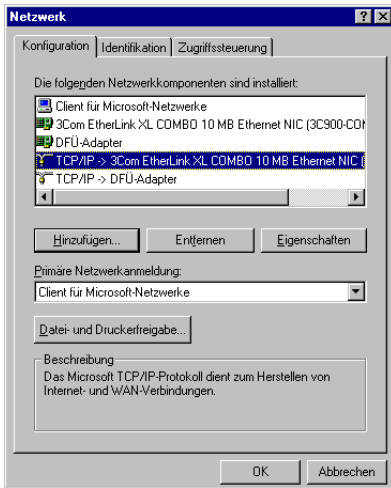 Netzwerk
Konfiguration Identifikation Zugriffssteuerung
Die folgenden Netzwerkkomponenten sind installiert:
Client für Microsoft-Netzwerke
3Com EtherLink XL COMBO 10 MB Ethernet NIC (3C900-COM
DFÜ-Adapter
TCP/IP -> 3Com EtherLink XL COMBO 10 MB Ethernet NIC (
TCP/IP -> DFÜ-Adapter
Hinzufügen... Entfernen Eigenschaften
Primäre Netzwerkanmeldung:
Client für Microsoft-Netzwerke
Datei- und Druckerfreigabe...
Beschreibung
Das Microsoft TCP/IP-Protokoll dient zum Herstellen von
Internet- und WAN-Verbindungen.
OK Abbrechen